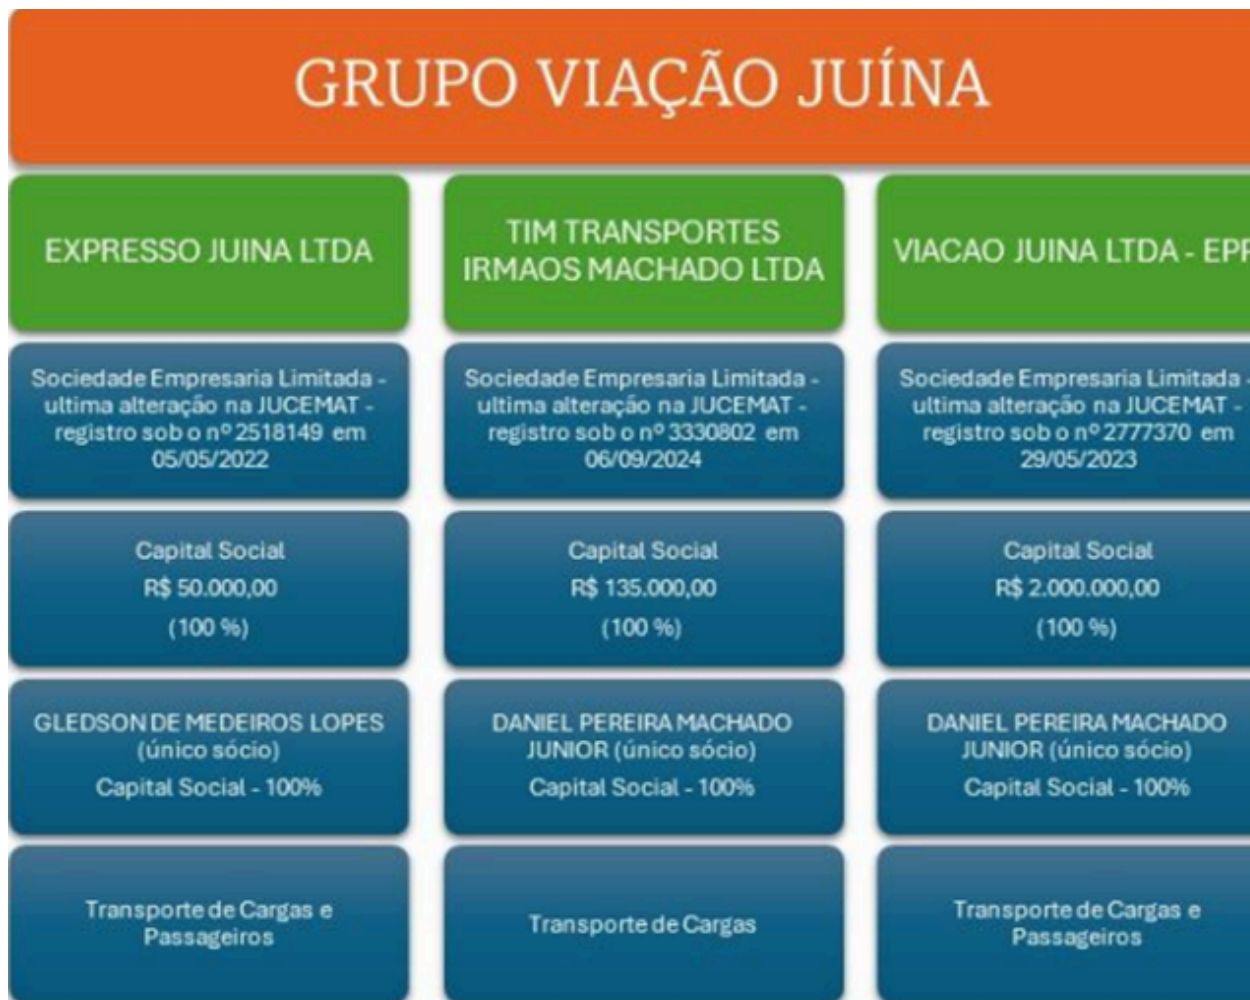 GRUPO VIAÇÃO JUÍNA
EXPRESSO JUINA LTDA
TIM TRANSPORTES
IRMAOS MACHADO LTDA
VIACAO JUINA LTDA - EPP
Sociedade Empresaria Limitada -
ultima alteração na JUCEMAT -
registro sob o nº 2518149 em
05/05/2022
Sociedade Empresaria Limitada -
ultima alteração na JUCEMAT -
registro sob o nº 3330802 em
06/09/2024
Sociedade Empresaria Limitada -
ultima alteração na JUCEMAT -
registro sob o nº 2777370 em
29/05/2023
Capital Social
R$ 50.000,00
(100 %)
Capital Social
R$ 135.000,00
(100 %)
Capital Social
R$ 2.000.000,00
(100 %)
GLEDSON DE MEDEIROS LOPES
(único sócio)
Capital Social - 100%
DANIEL PEREIRA MACHADO
JUNIOR (único sócio)
Capital Social - 100%
DANIEL PEREIRA MACHADO
JUNIOR (único sócio)
Capital Social - 100%
Transporte de Cargas e
Passageiros
Transporte de Cargas
Transporte de Cargas e
Passageiros